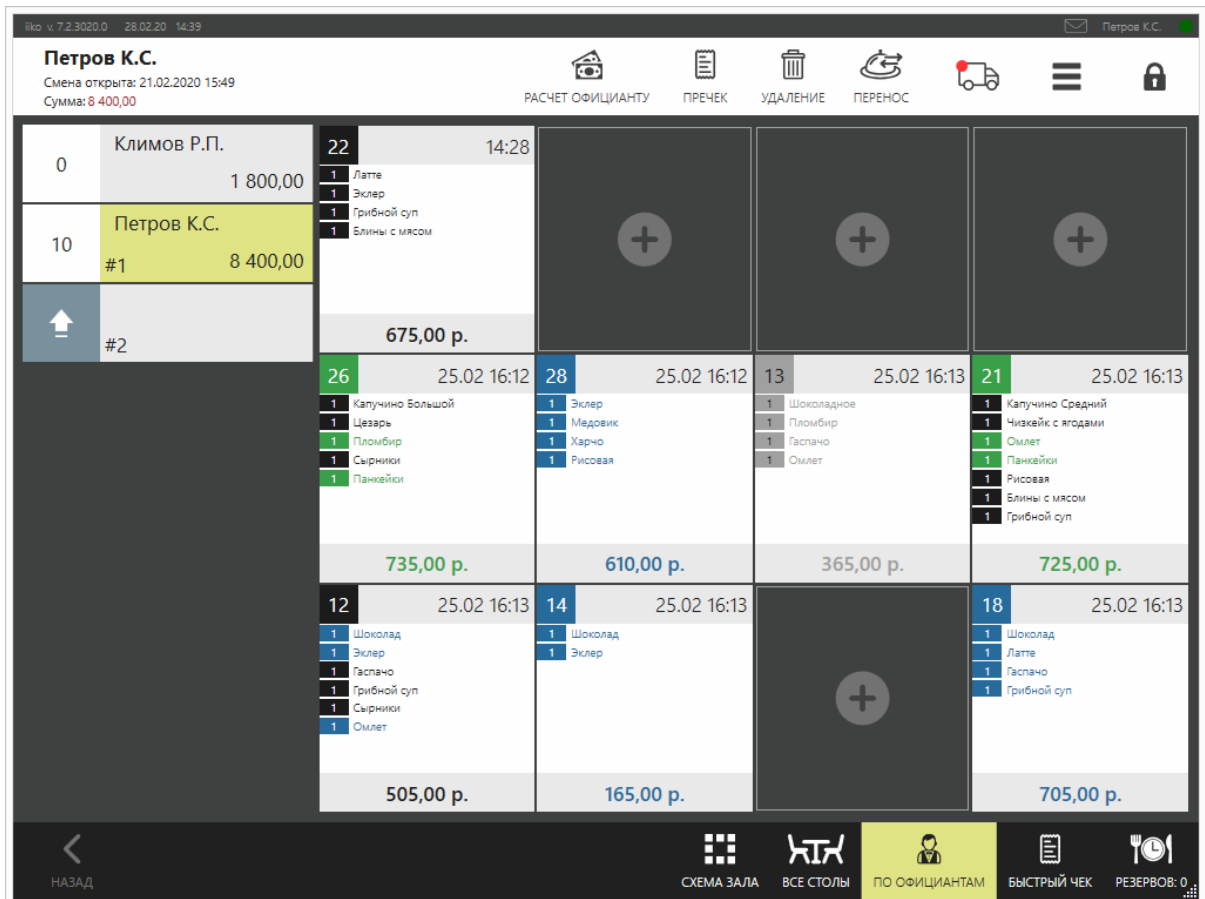 iiko v. 7.2.3020.0 28.02.20 14:39 Петров К.С.
Петров К.С.
Смена открыта: 21.02.2020 15:49
Сумма: 8 400,00
РАСЧЕТ ОФИЦИАНТУ ПРЕЧЕК УДАЛЕНИЕ ПЕРЕНОС
0 Климов Р.П.
1 800,00
10 Петров К.С.
#1 8 400,00
#2
22 14:28
1 Латте
1 Эклер
1 Грибной суп
1 Блины с мясом
675,00 р.
26 25.02 16:12
1 Капучино Большой
1 Цезарь
1 Пломбир
1 Сырники
1 Панкейки
735,00 р.
28 25.02 16:12
1 Эклер
1 Медовик
1 Харчо
1 Рисовая
610,00 р.
13 25.02 16:13
1 Шоколадное
1 Пломбир
1 Гаспачо
1 Омлет
365,00 р.
21 25.02 16:13
1 Капучино Средний
1 Чизкейк с ягодами
1 Омлет
1 Панкейки
1 Рисовая
1 Блины с мясом
1 Грибной суп
725,00 р.
12 25.02 16:13
1 Шоколад
1 Эклер
1 Гаспачо
1 Грибной суп
1 Сырники
1 Омлет
505,00 р.
14 25.02 16:13
1 Шоколад
1 Эклер
165,00 р.
18 25.02 16:13
1 Шоколад
1 Латте
1 Гаспачо
1 Грибной суп
705,00 р.
НАЗАД СХЕМА ЗАЛА ВСЕ СТОЛЫ ПО ОФИЦИАНТАМ БЫСТРЫЙ ЧЕК РЕЗЕРВОВ: 0